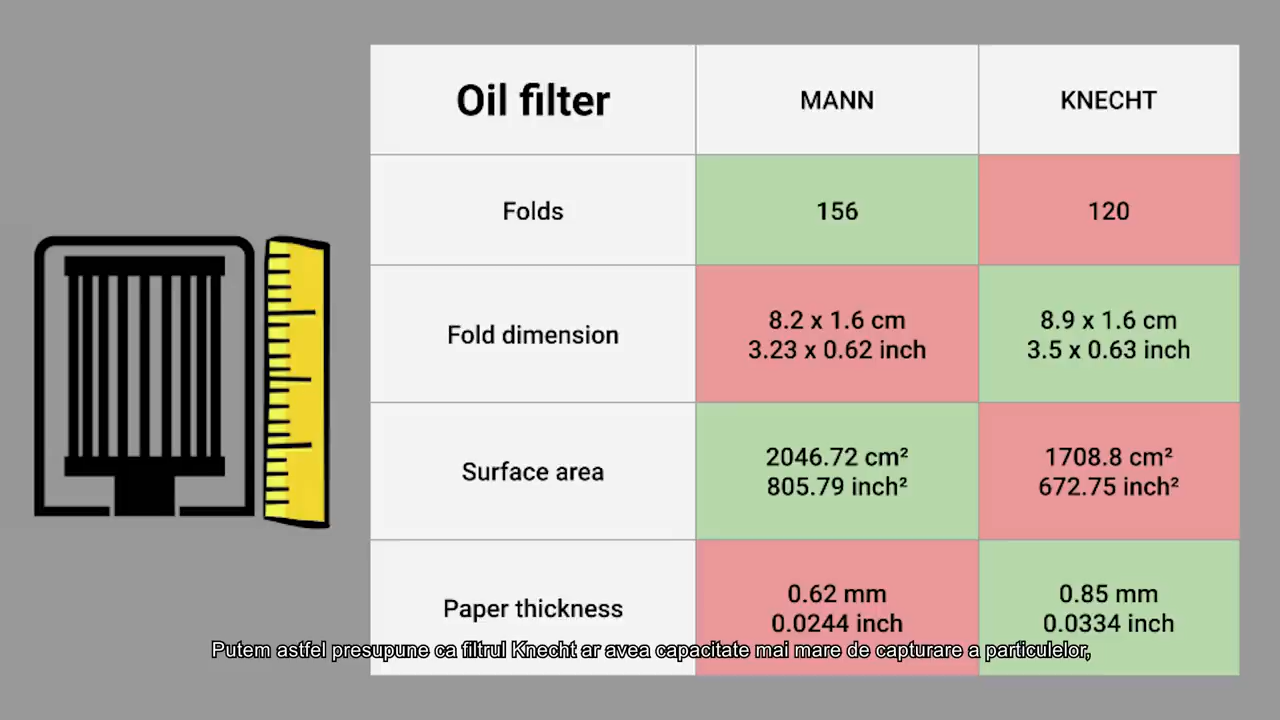 Oil filter MANN KNECHT
Folds 156 120
Fold dimension 8.2 x 1.6 cm 8.9 x 1.6 cm
3.23 x 0.62 inch 3.5 x 0.63 inch
Surface area 2046.72 cm² 1708.8 cm²
805.79 inch² 672.75 inch²
Paper thickness 0.62 mm 0.85 mm
0.0244 inch 0.0334 inch
Putem astfel presupune ca filtrul Knecht ar avea capacitate mai mare de capturare a particulelor,